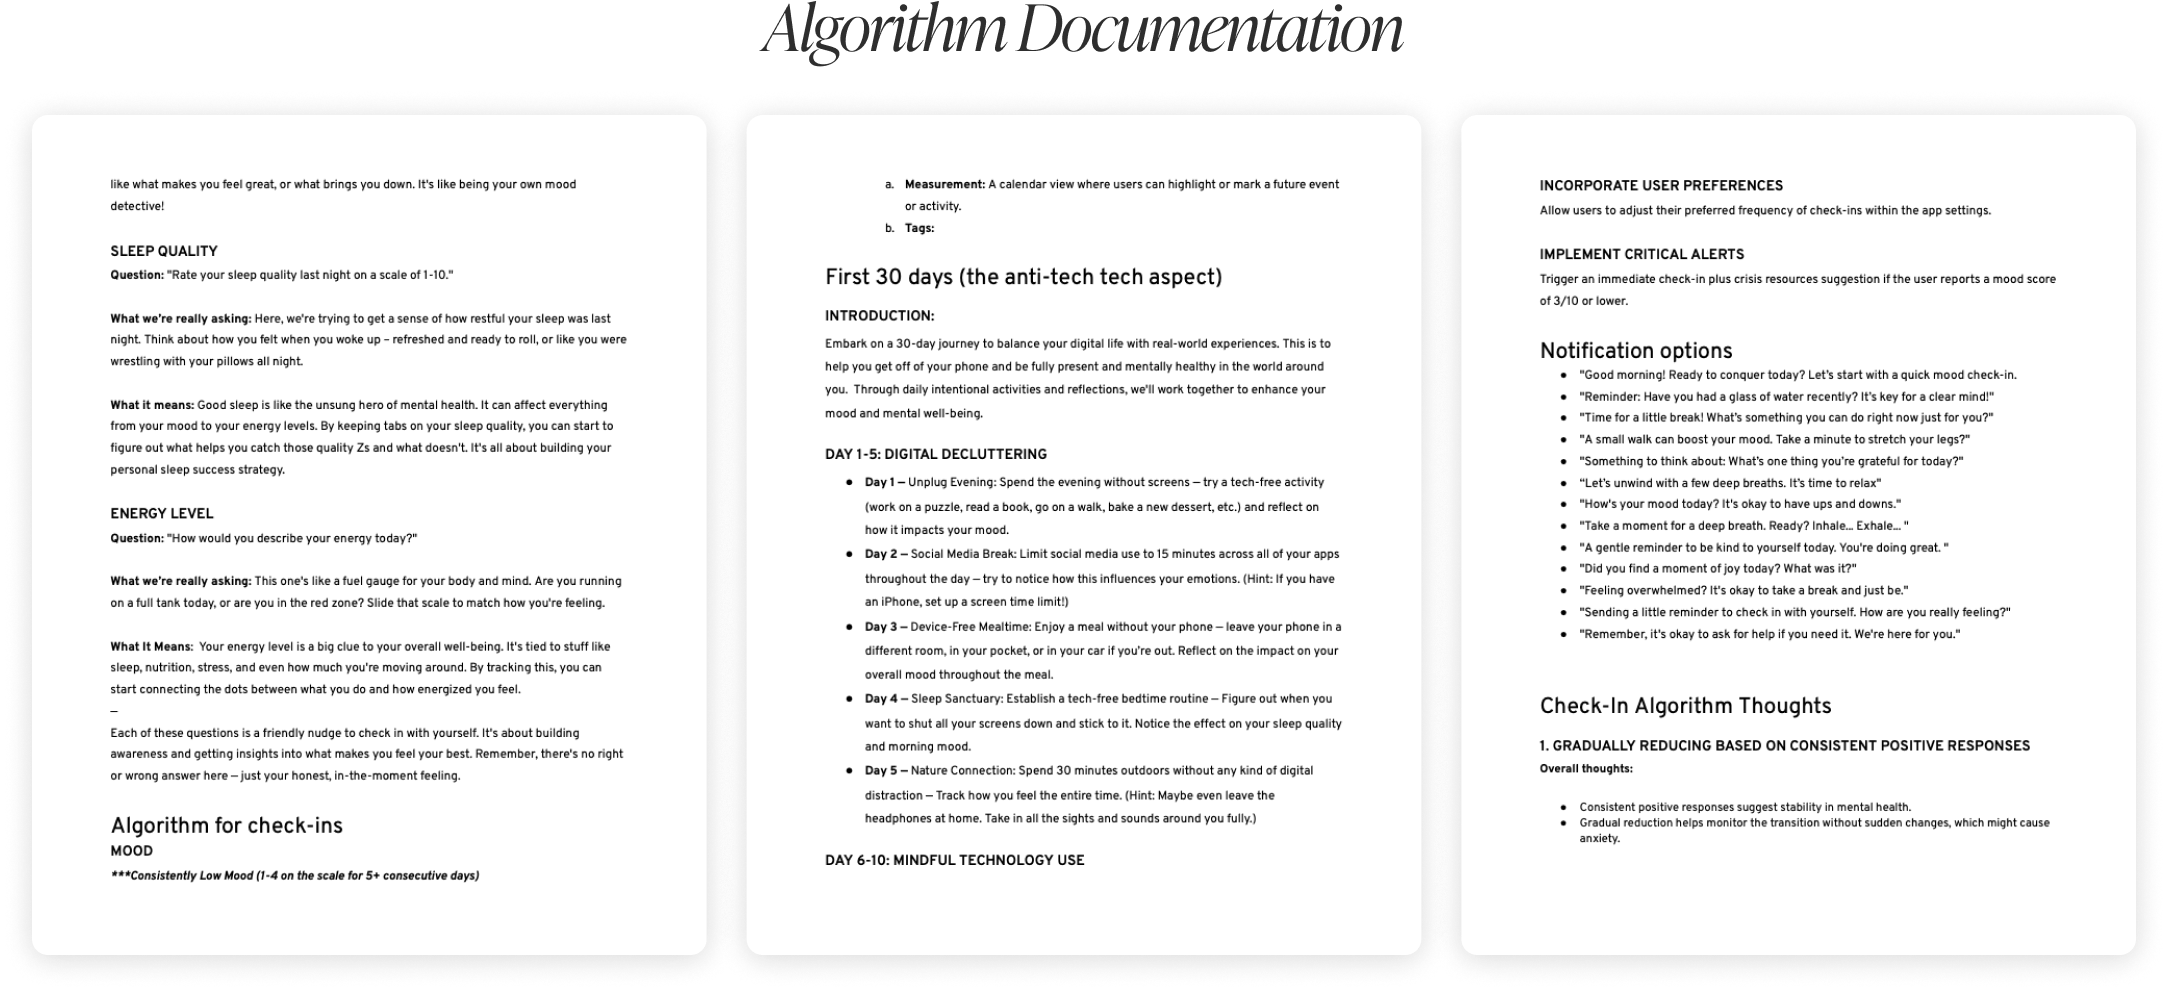 Algorithm Documentation
like what makes you feel great, or what brings you down. It's like being your own mood
detective!
SLEEP QUALITY
Question: "Rate your sleep quality last night on a scale of 1-10."
What we're really asking: Here, we're trying to get a sense of how restful your sleep was last
night. Think about how you felt when you woke up – refreshed and ready to roll, or like you were
wrestling with your pillows all night.
What it means: Good sleep is like the unsung hero of mental health. It can affect everything
from your mood to your energy levels. By keeping tabs on your sleep quality, you can start to
figure out what helps you catch those quality Zs and what doesn't. It's all about building your
personal sleep success strategy.
ENERGY LEVEL
Question: "How would you describe your energy today?"
What we're really asking: This one's like a fuel gauge for your body and mind. Are you running
on a full tank today, or are you in the red zone? Slide that scale to match how you're feeling.
What It Means:  Your energy level is a big clue to your overall well-being. It's tied to stuff like
sleep, nutrition, stress, and even how much you're moving around. By tracking this, you can
start connecting the dots between what you do and how energized you feel.
—
Each of these questions is a friendly nudge to check in with yourself. It's about building
awareness and getting insights into what makes you feel your best. Remember, there's no right
or wrong answer here — just your honest, in-the-moment feeling.
Algorithm for check-ins
MOOD
***Consistently Low Mood (1-4 on the scale for 5+ consecutive days)
a. Measurement: A calendar view where users can highlight or mark a future event
or activity.
b. Tags:
First 30 days (the anti-tech tech aspect)
INTRODUCTION:
Embark on a 30-day journey to balance your digital life with real-world experiences. This is to
help you get off of your phone and be fully present and mentally healthy in the world around
you.  Through daily intentional activities and reflections, we'll work together to enhance your
mood and mental well-being.
DAY 1-5: DIGITAL DECLUTTERING
● Day 1 — Unplug Evening: Spend the evening without screens — try a tech-free activity
(work on a puzzle, read a book, go on a walk, bake a new dessert, etc.) and reflect on
how it impacts your mood.
● Day 2 — Social Media Break: Limit social media use to 15 minutes across all of your apps
throughout the day — try to notice how this influences your emotions. (Hint: If you have
an iPhone, set up a screen time limit!)
● Day 3 — Device-Free Mealtime: Enjoy a meal without your phone — leave your phone in a
different room, in your pocket, or in your car if you're out. Reflect on the impact on your
overall mood throughout the meal.
● Day 4 — Sleep Sanctuary: Establish a tech-free bedtime routine — Figure out when you
want to shut all your screens down and stick to it. Notice the effect on your sleep quality
and morning mood.
● Day 5 — Nature Connection: Spend 30 minutes outdoors without any kind of digital
distraction — Track how you feel the entire time. (Hint: Maybe even leave the
headphones at home. Take in all the sights and sounds around you fully.)
DAY 6-10: MINDFUL TECHNOLOGY USE
INCORPORATE USER PREFERENCES
Allow users to adjust their preferred frequency of check-ins within the app settings.
IMPLEMENT CRITICAL ALERTS
Trigger an immediate check-in plus crisis resources suggestion if the user reports a mood score
of 3/10 or lower.
Notification options
● "Good morning! Ready to conquer today? Let's start with a quick mood check-in.
● "Reminder: Have you had a glass of water recently? It's key for a clear mind!"
● "Time for a little break! What's something you can do right now just for you?"
● "A small walk can boost your mood. Take a minute to stretch your legs?"
● "Something to think about: What's one thing you're grateful for today?"
● "Let's unwind with a few deep breaths. It's time to relax"
● "How's your mood today? It's okay to have ups and downs."
● "Take a moment for a deep breath. Ready? Inhale... Exhale... "
● "A gentle reminder to be kind to yourself today. You're doing great. "
● "Did you find a moment of joy today? What was it?"
● "Feeling overwhelmed? It's okay to take a break and just be."
● "Sending a little reminder to check in with yourself. How are you really feeling?"
● "Remember, it's okay to ask for help if you need it. We're here for you."
Check-In Algorithm Thoughts
1. GRADUALLY REDUCING BASED ON CONSISTENT POSITIVE RESPONSES
Overall thoughts:
● Consistent positive responses suggest stability in mental health.
● Gradual reduction helps monitor the transition without sudden changes, which might cause
anxiety.